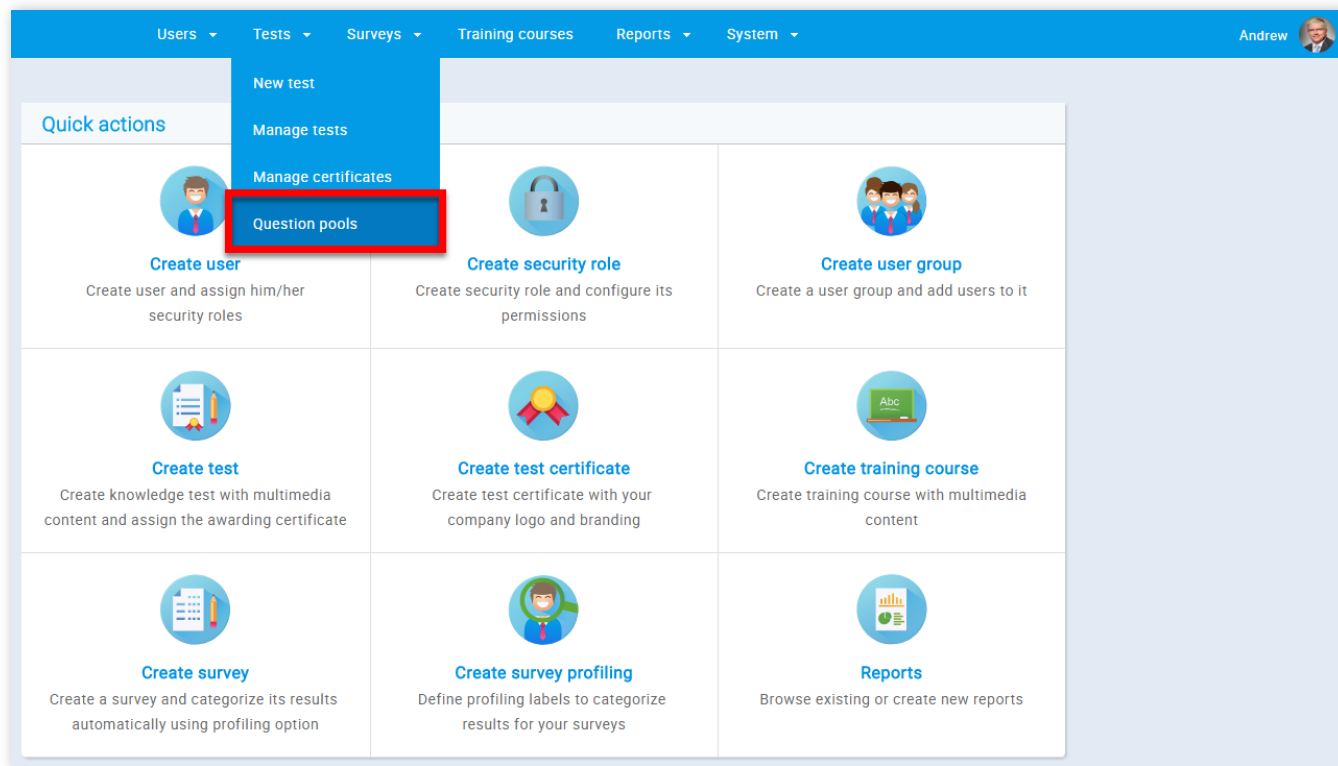 Users Tests Surveys Training courses Reports System Andrew
New test
Manage tests
Manage certificates
Question pools
Quick actions
Create user
Create user and assign him/her
security roles
Create security role
Create security role and configure its
permissions
Create user group
Create a user group and add users to it
Create test
Create knowledge test with multimedia
content and assign the awarding certificate
Create test certificate
Create test certificate with your
company logo and branding
Abc
Create training course
Create training course with multimedia
content
Create survey
Create a survey and categorize its results
automatically using profiling option
Create survey profiling
Define profiling labels to categorize
results for your surveys
Reports
Browse existing or create new reports